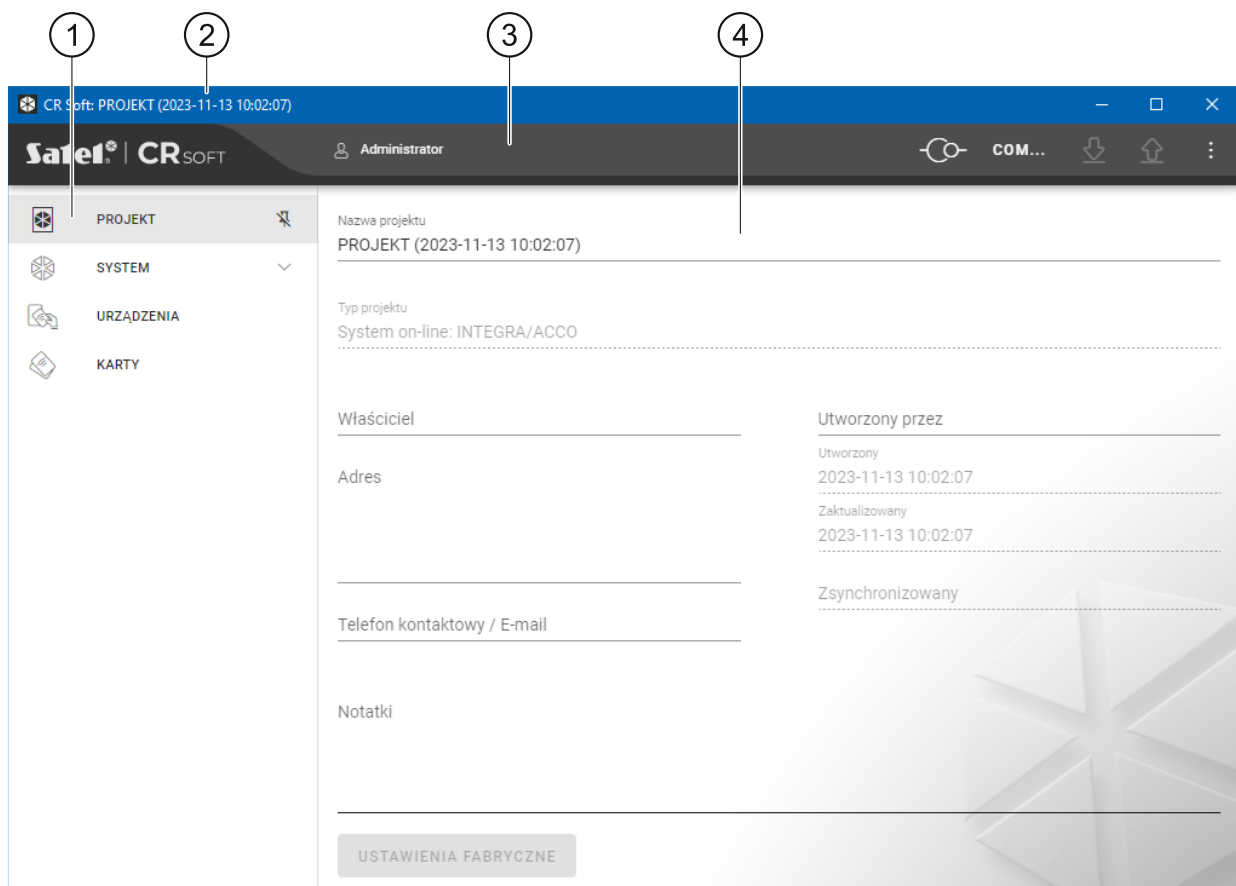 1 2 3 4
CR Soft: PROJEKT (2023-11-13 10:02:07)
Satel® | CR SOFT
Administrator
COM...
PROJEKT
SYSTEM
URZĄDZENIA
KARTY
Nazwa projektu
PROJEKT (2023-11-13 10:02:07)
Typ projektu
System on-line: INTEGRA/ACCO
Właściciel
Adres
Telefon kontaktowy / E-mail
Utworzony przez
Utworzony
2023-11-13 10:02:07
Zaktualizowany
2023-11-13 10:02:07
Zsynchronizowany
Notatki
USTAWIENIA FABRYCZNE